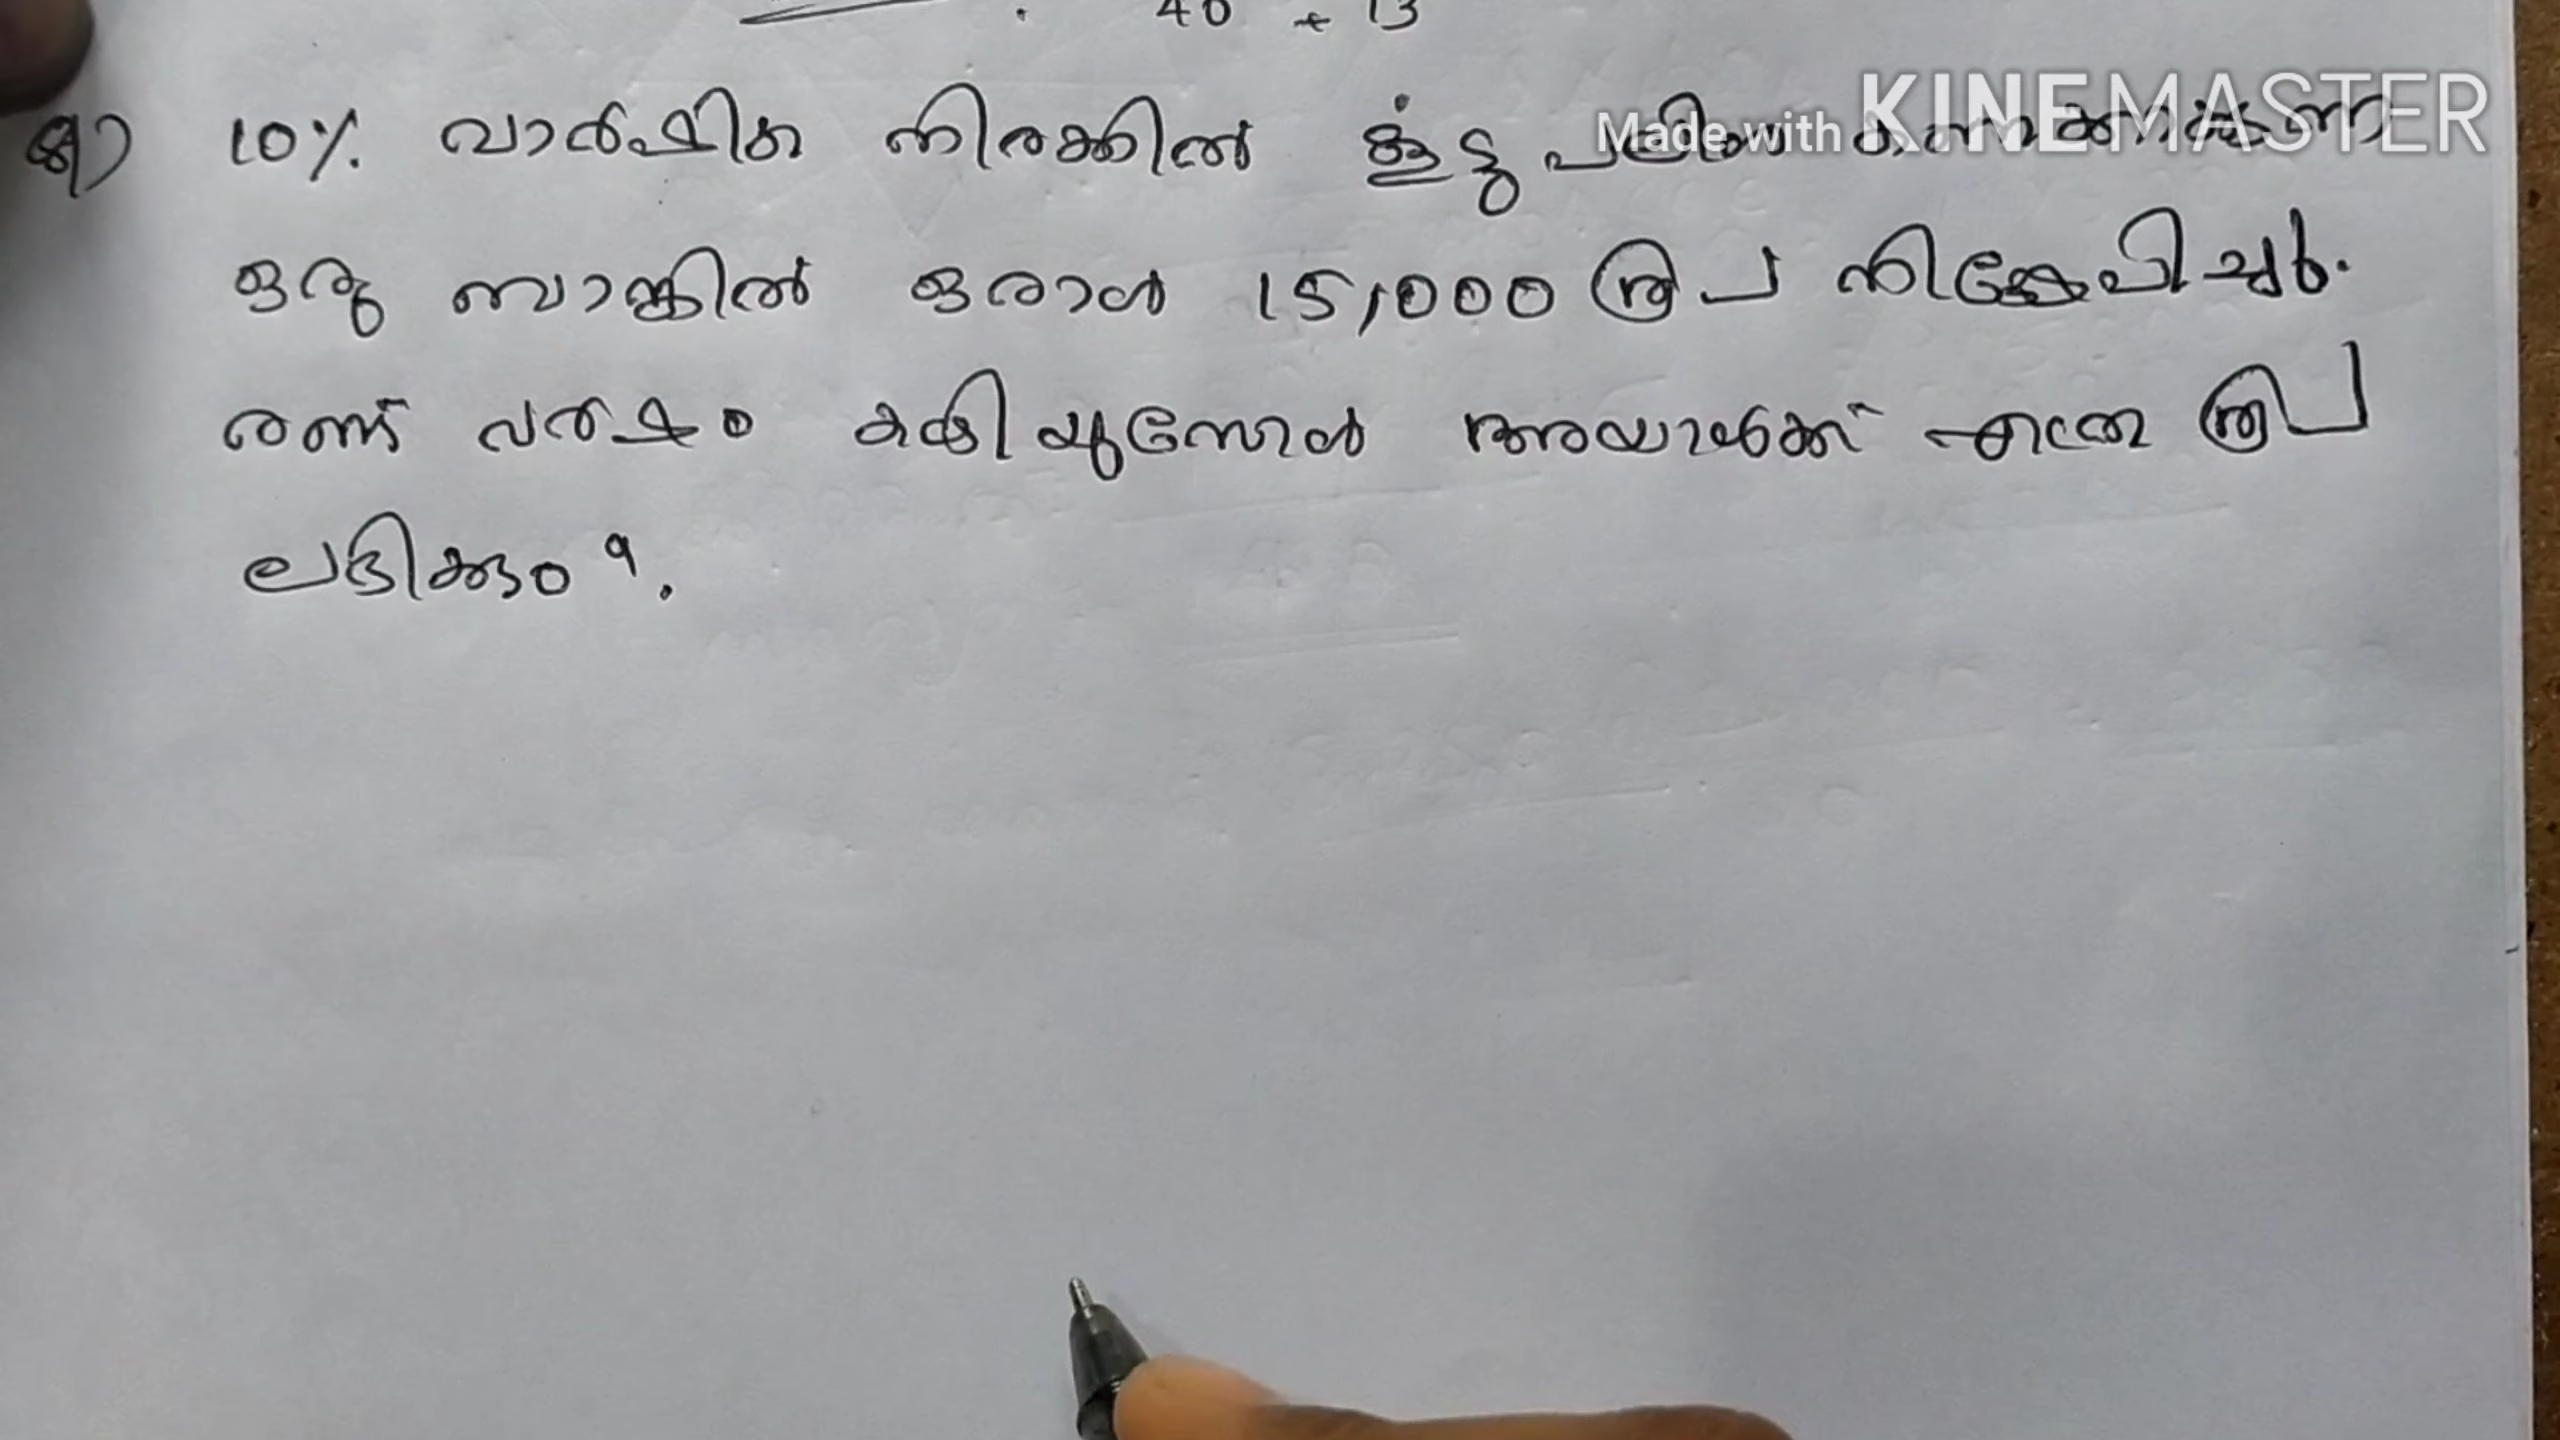 40 + 13
10% വാർഷിക നിരക്കിൽ കൂട്ടുപലിശ കണക്കാക്കുന്ന
Made with KINEMASTER
ഒരു ബാങ്കിൽ ഒരാൾ 15,000 രൂപ നിക്ഷേപിച്ചു.
രണ്ട് വർഷം കഴിയുമ്പോൾ അയാൾക്ക് എത്ര രൂപ
ലഭിക്കും ?.